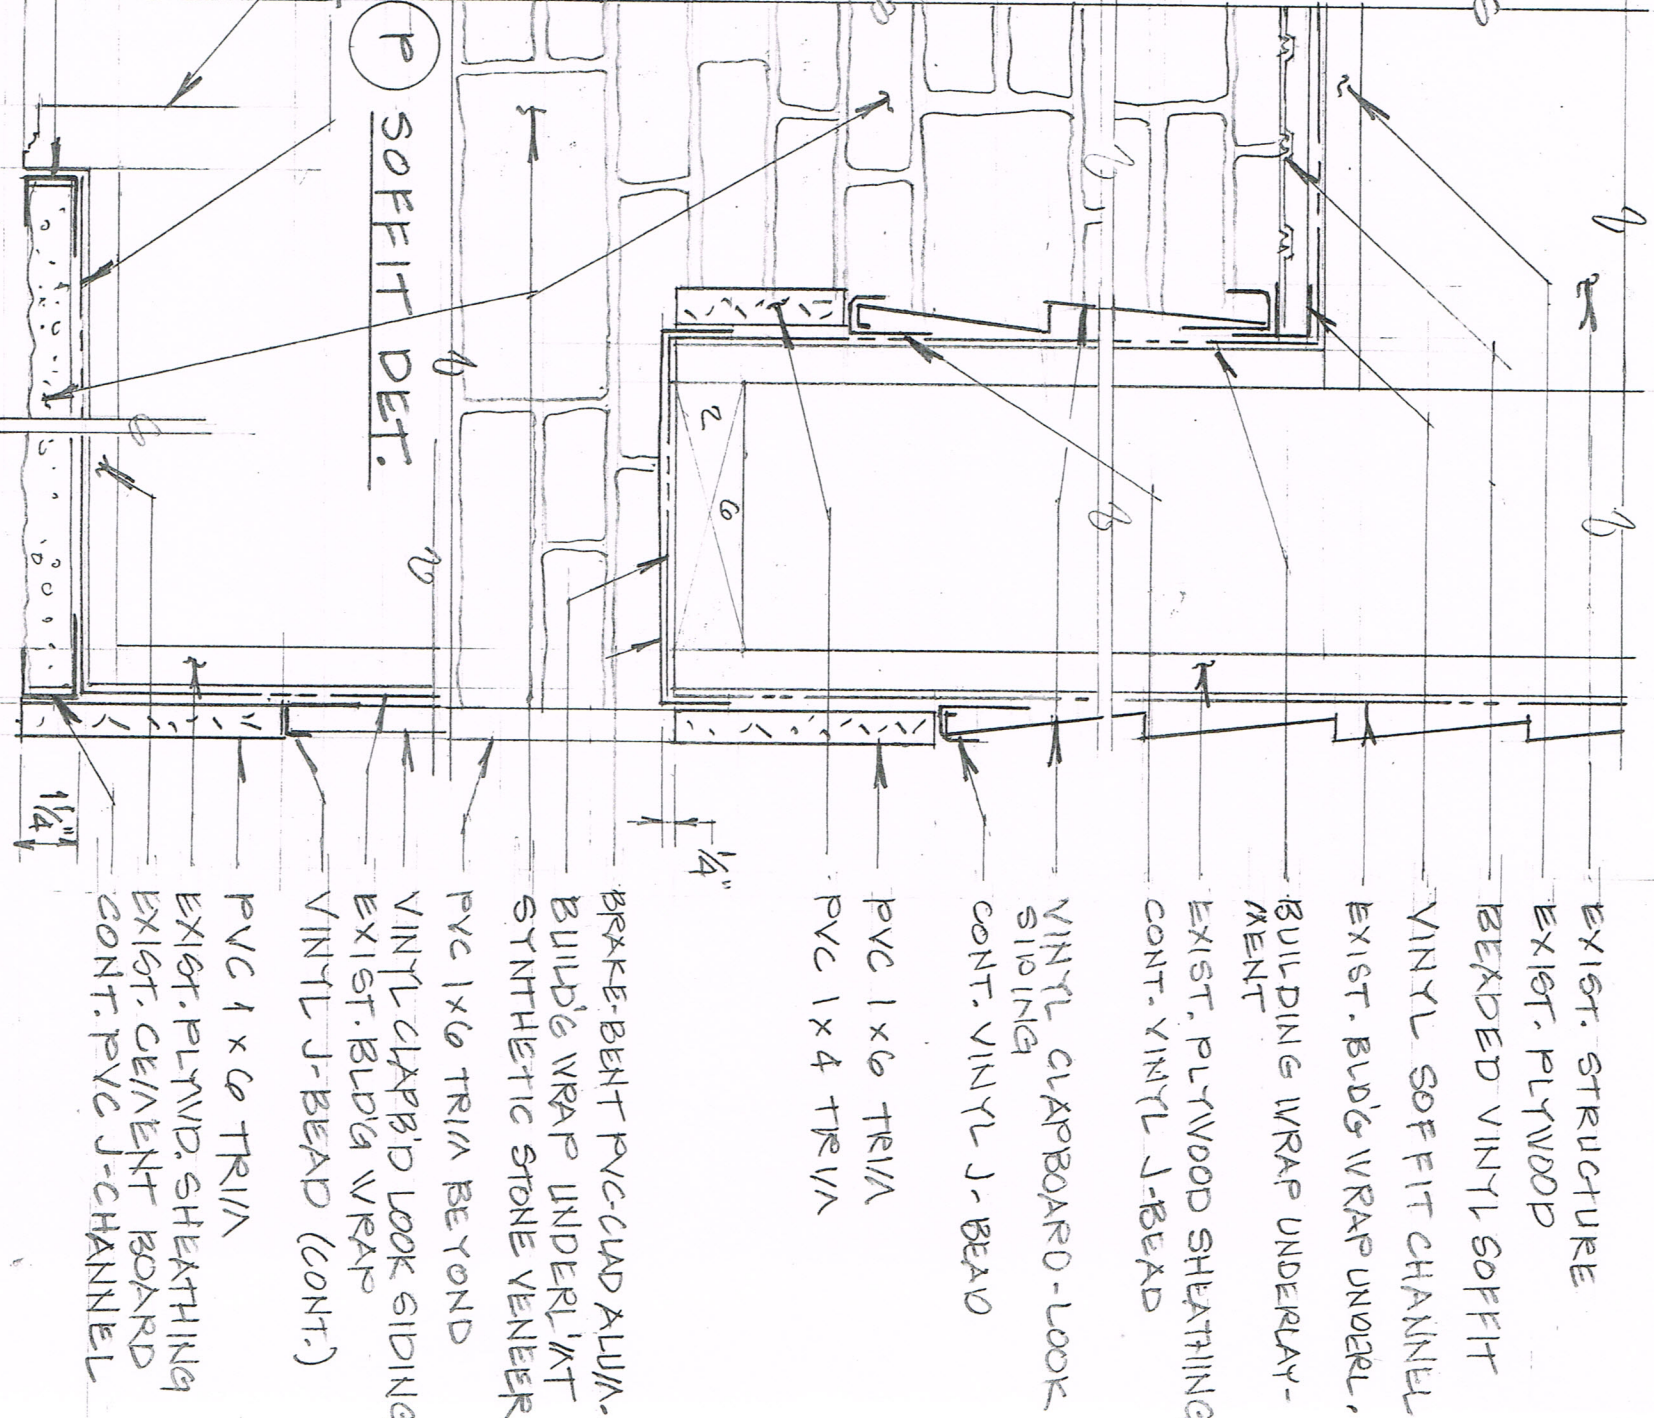 EXIST. STRUCTURE
EXIST. PLYWOOD
BEADED VINYL SOFFIT
VINYL SOFFIT CHANNEL
EXIST. BLD'G WRAP UNDERL.
BUILDING WRAP UNDERLAY-
MENT
EXIST. PLYWOOD SHEATHING
CONT. VINYL J-BEAD
VINYL CLAPBOARD-LOOK
SIDING
CONT. VINYL J-BEAD
PVC 1x6 TRIM
PVC 1x4 TRIM
2 6
1/4"
BRAKE-BENT PVC-CLAD ALUM.
BUILD'G WRAP UNDERL'MT
SYNTHETIC STONE VENEER
PVC 1x6 TRIM BEYOND
VINYL CLAPB'D LOOK SIDING
EXIST. BLD'G WRAP
VINYL J-BEAD (CONT.)
PVC 1x6 TRIM
EXIST. PLYWD. SHEATHING
EXIST. CEMENT BOARD
CONT. PVC J-CHANNEL
1 1/4"
P SOFFIT DET.